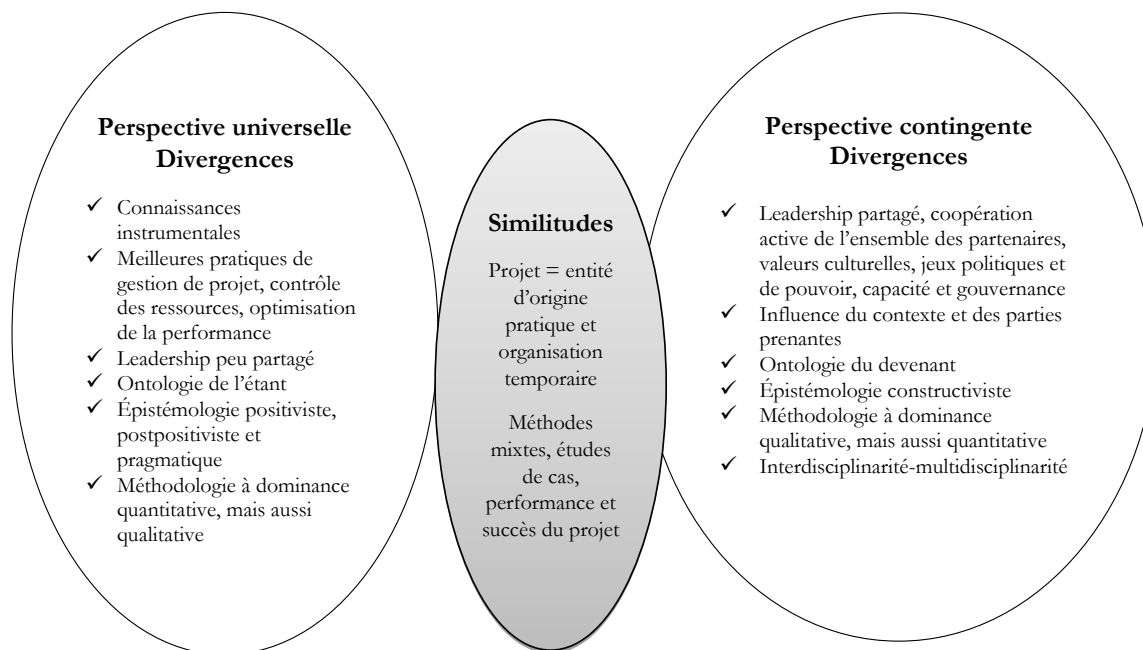 Perspective universelle
Divergences
✓ Connaissances
instrumentales
✓ Meilleures pratiques de
gestion de projet, contrôle
des ressources, optimisation
de la performance
✓ Leadership peu partagé
✓ Ontologie de l’étant
✓ Épistémologie positiviste,
postpositiviste et
pragmatique
✓ Méthodologie à dominance
quantitative, mais aussi
qualitative
Similitudes
Projet = entité
d’origine
pratique et
organisation
temporaire
Méthodes
mixtes, études
de cas,
performance et
succès du projet
Perspective contingente
Divergences
✓ Leadership partagé, coopération
active de l’ensemble des partenaires,
valeurs culturelles, jeux politiques et
de pouvoir, capacité et gouvernance
✓ Influence du contexte et des parties
prenantes
✓ Ontologie du devenant
✓ Épistémologie constructiviste
✓ Méthodologie à dominance
qualitative, mais aussi quantitative
✓ Interdisciplinarité-multidisciplinarité